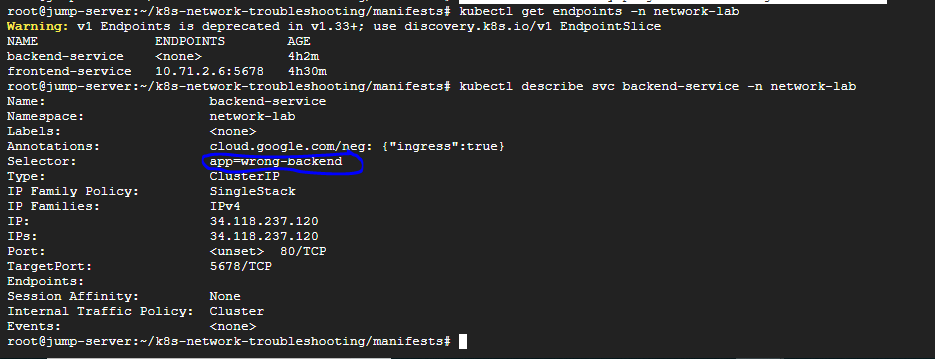 root@jump-server:~/k8s-network-troubleshooting/manifests# kubectl get endpoints -n network-lab
Warning: v1 Endpoints is deprecated in v1.33+; use discovery.k8s.io/v1 EndpointSlice
NAME ENDPOINTS AGE
backend-service <none> 4h2m
frontend-service 10.71.2.6:5678 4h30m
root@jump-server:~/k8s-network-troubleshooting/manifests# kubectl describe svc backend-service -n network-lab
Name: backend-service
Namespace: network-lab
Labels: <none>
Annotations: cloud.google.com/neg: {"ingress":true}
Selector: app=wrong-backend
Type: ClusterIP
IP Family Policy: SingleStack
IP Families: IPv4
IP: 34.118.237.120
IPs: 34.118.237.120
Port: <unset> 80/TCP
TargetPort: 5678/TCP
Endpoints:
Session Affinity: None
Internal Traffic Policy: Cluster
Events: <none>
root@jump-server:~/k8s-network-troubleshooting/manifests#